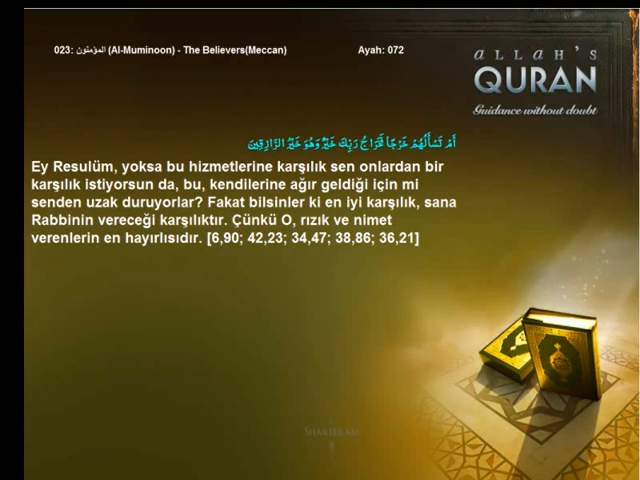 023: المؤمنون (Al-Muminoon) - The Believers(Meccan) Ayah: 072
ALLAH'S
QURAN
Guidance without doubt
أَمْ تَسْأَلُهُمْ خَرْجًا فَخَرَاجُ رَبِّكَ خَيْرٌ وَهُوَ خَيْرُ الرَّازِقِينَ
Ey Resulüm, yoksa bu hizmetlerine karşılık sen onlardan bir
karşılık istiyorsun da, bu, kendilerine ağır geldiği için mi
senden uzak duruyorlar? Fakat bilsinler ki en iyi karşılık, sana
Rabbinin vereceği karşılıktır. Çünkü O, rızık ve nimet
verenlerin en hayırlısıdır. [6,90; 42,23; 34,47; 38,86; 36,21]
SHAREISLAM